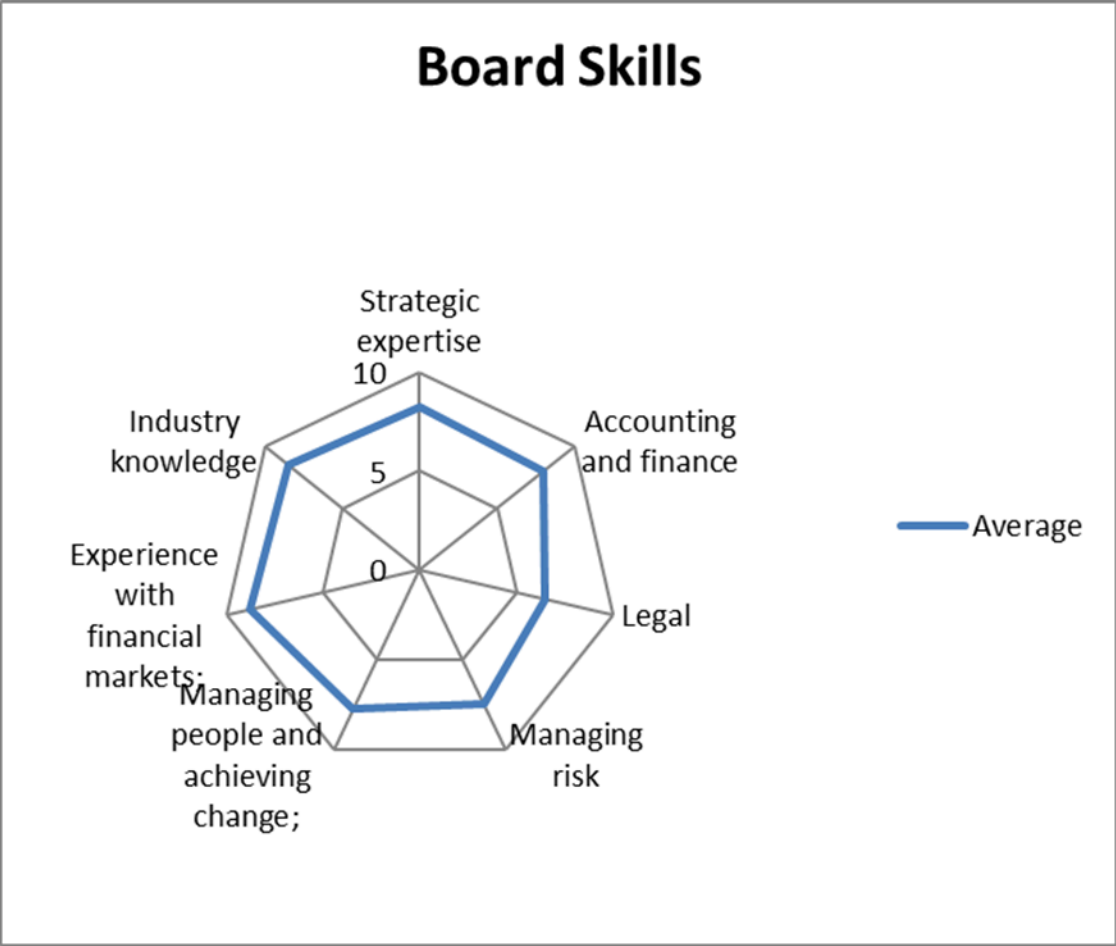 Board Skills
Strategic
expertise
10
5
0
Accounting
and finance
Legal
Managing
risk
Managing
people and
achieving
change;
Experience
with
financial
markets;
Industry
knowledge
Average